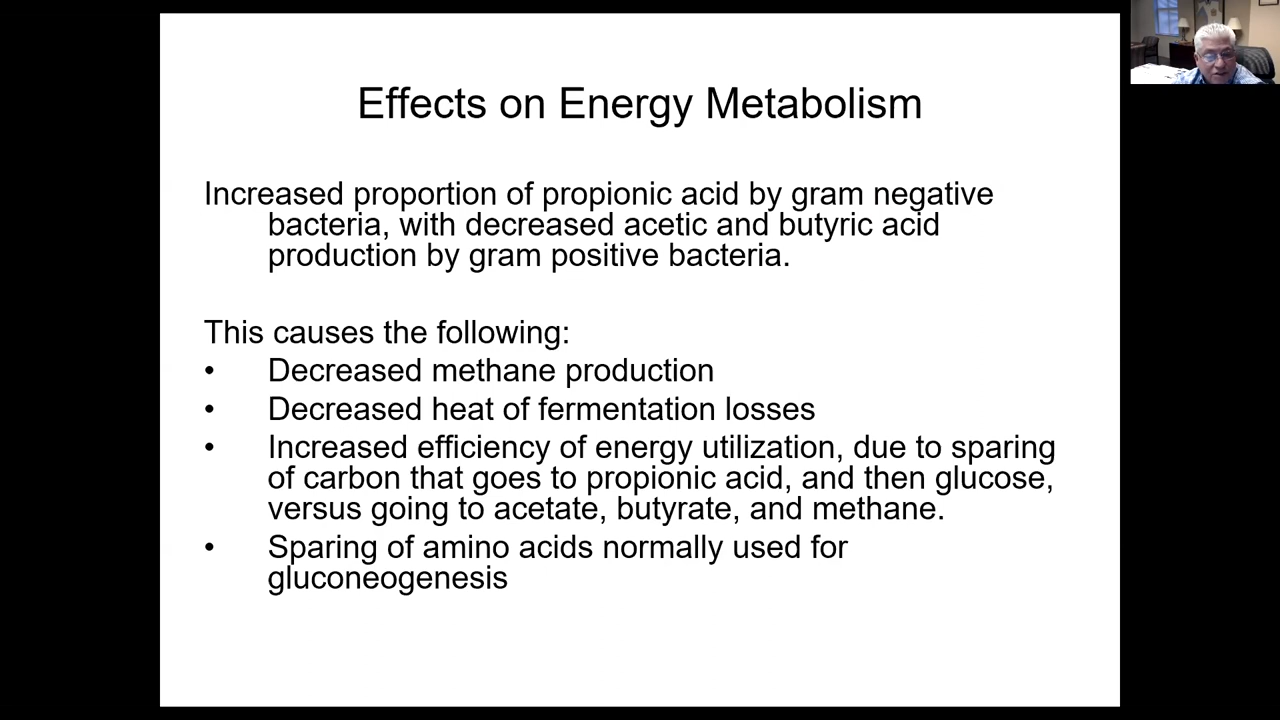 Effects on Energy Metabolism
Increased proportion of propionic acid by gram negative
bacteria, with decreased acetic and butyric acid
production by gram positive bacteria.
This causes the following:
• Decreased methane production
• Decreased heat of fermentation losses
• Increased efficiency of energy utilization, due to sparing
of carbon that goes to propionic acid, and then glucose,
versus going to acetate, butyrate, and methane.
• Sparing of amino acids normally used for
gluconeogenesis